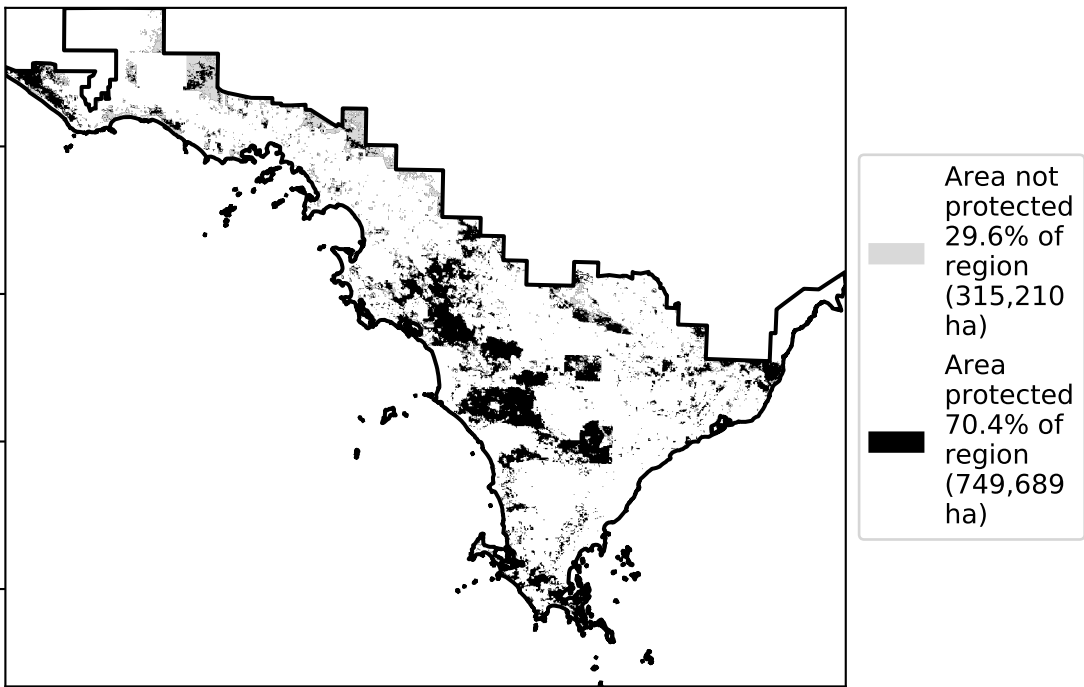 Area not
protected
29.6% of
region
(315,210
ha)
Area
protected
70.4% of
region
(749,689
ha)